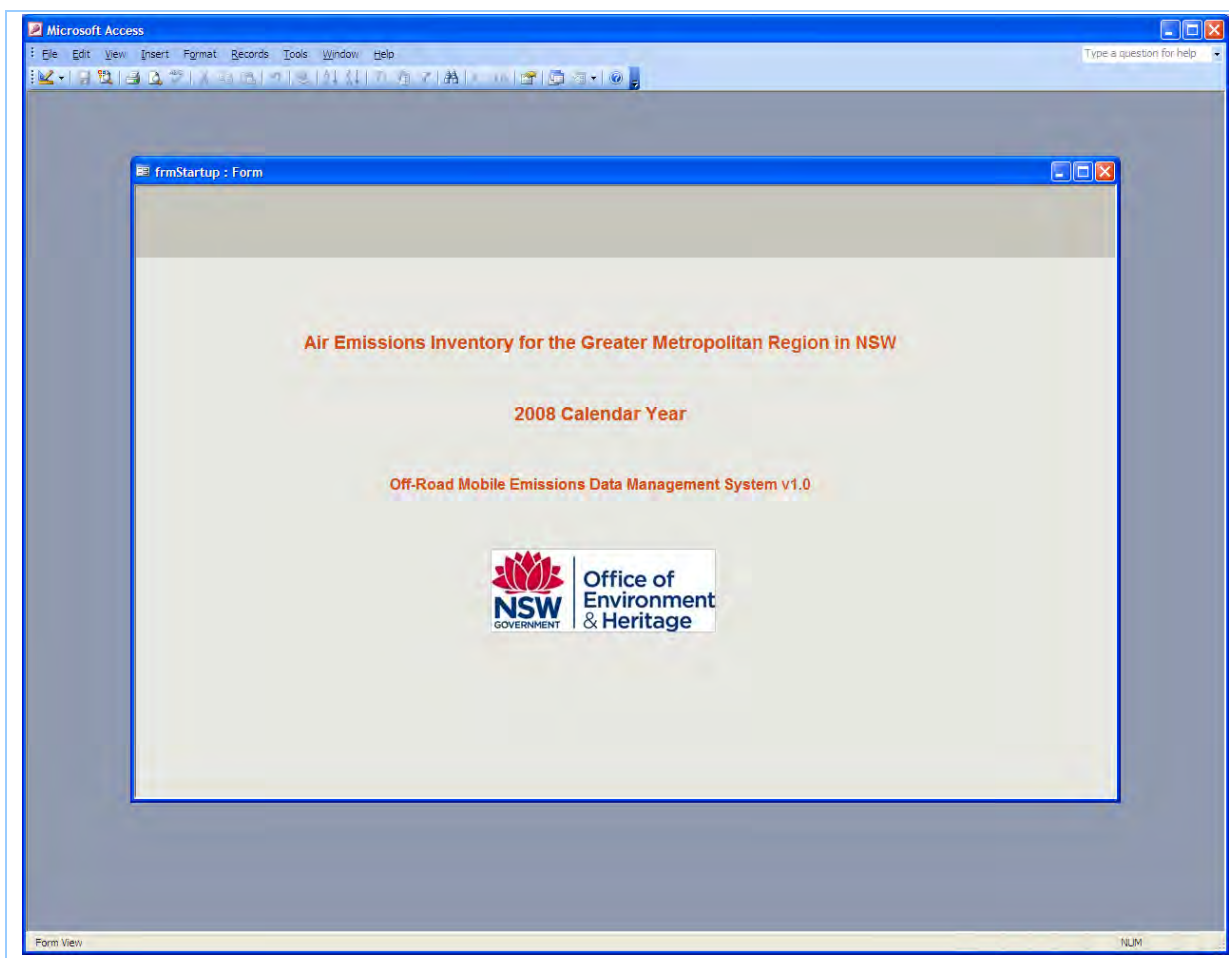 Microsoft Access
File Edit View Insert Format Records Tools Window Help
Type a question for help
frmStartup : Form
Air Emissions Inventory for the Greater Metropolitan Region in NSW
2008 Calendar Year
Off-Road Mobile Emissions Data Management System v1.0
NSW
GOVERNMENT
Office of
Environment
& Heritage
Form View
NUM